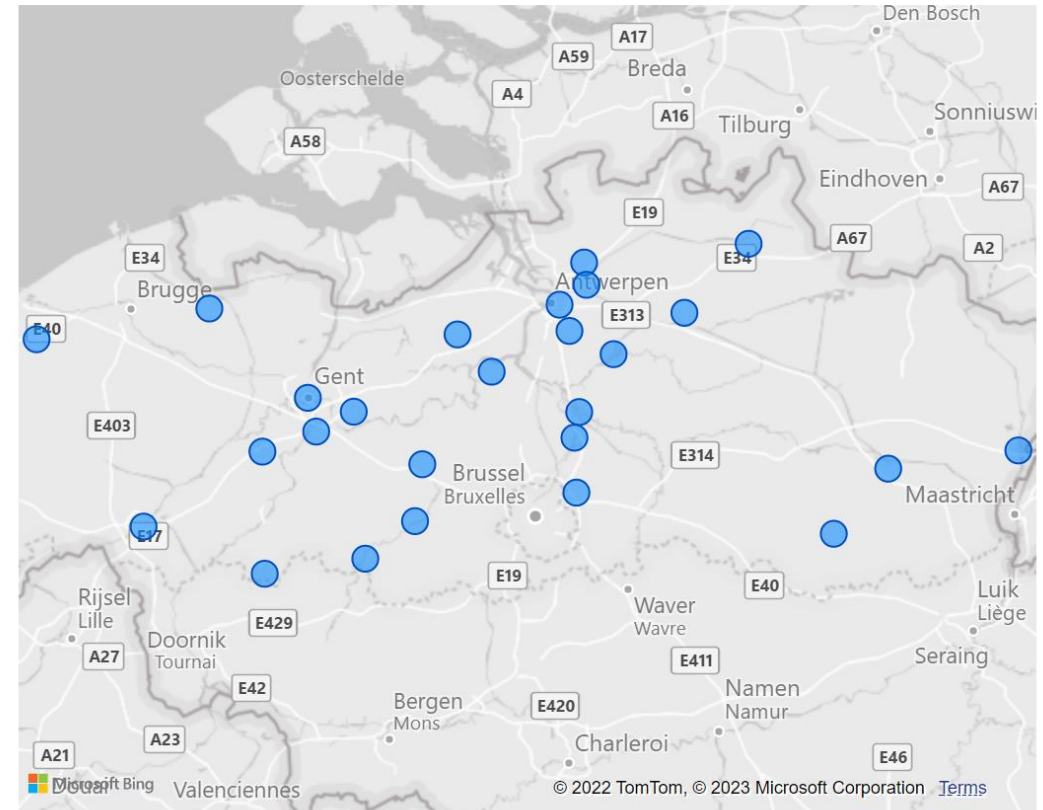 Den Bosch
A17
A59
Breda
Oosterschelde
A4
A16
Tilburg
Sonniuswi
A58
Eindhoven
A67
E19
A67
A2
E34
E34
Brugge
Antwerpen
E313
E40
Gent
E403
E314
Brussel
Bruxelles
Maastricht
E17
E19
E40
Luik
Liège
Rijsel
Lille
Waver
Wavre
E429
Doornik
Tournai
A27
E411
Seraing
E42
Namen
Namur
Bergen
Mons
E420
A23
Charleroi
A21
E46
Douai
Microsoft Bing
Valenciennes
© 2022 TomTom, © 2023 Microsoft Corporation Terms